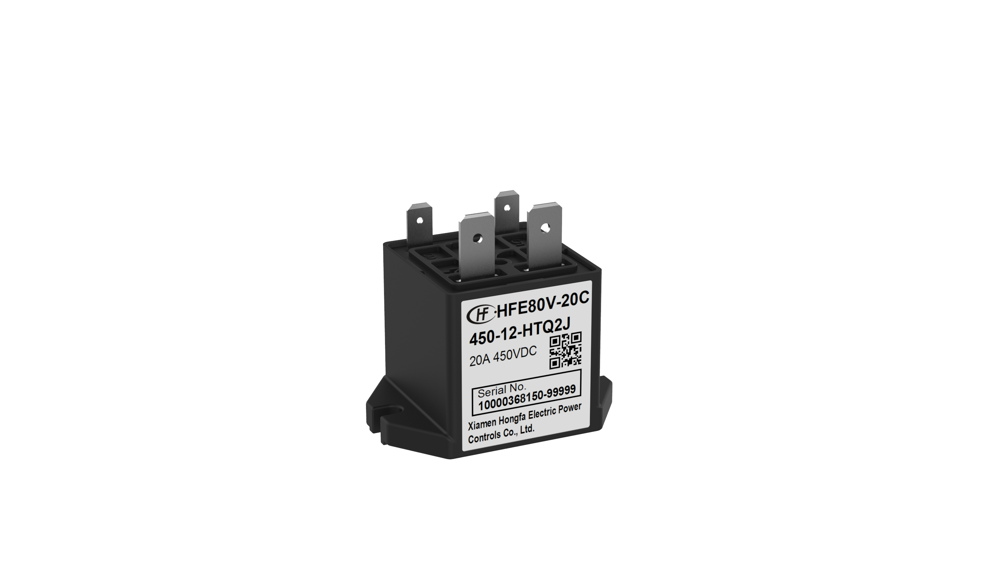 HF HFE80V-20C
450-12-HTQ2J
20A 450VDC
Serial No.
10000368150-99999
Xiamen Hongfa Electric Power
Controls Co., Ltd.